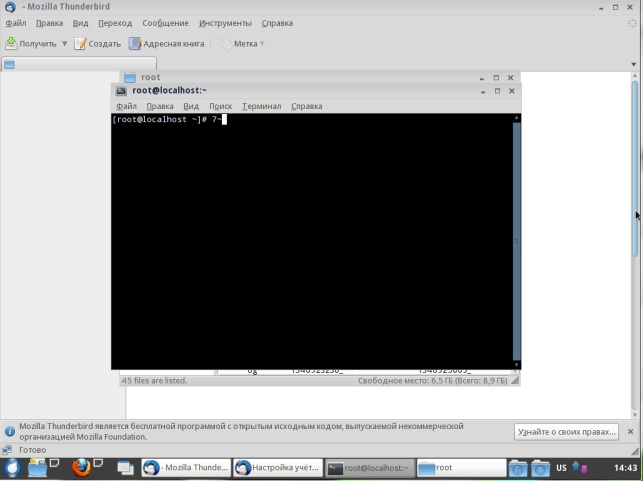 - Mozilla Thunderbird
Файл Правка Вид Переход Сообщение Инструменты Справка
Получить Создать Адресная книга Метка
root
root@localhost:~
Файл Правка Вид Поиск Терминал Справка
[root@localhost ~]# 7~
45 files are listed. Свободное место: 6,5 ГБ (Всего: 8,9 ГБ)
Mozilla Thunderbird является бесплатной программой с открытым исходным кодом, выпускаемой некоммерческой
организацией Mozilla Foundation.
Узнайте о своих правах...
Готово
- Mozilla Thunde... Настройка учёт... root@localhost:~ root US 14:43